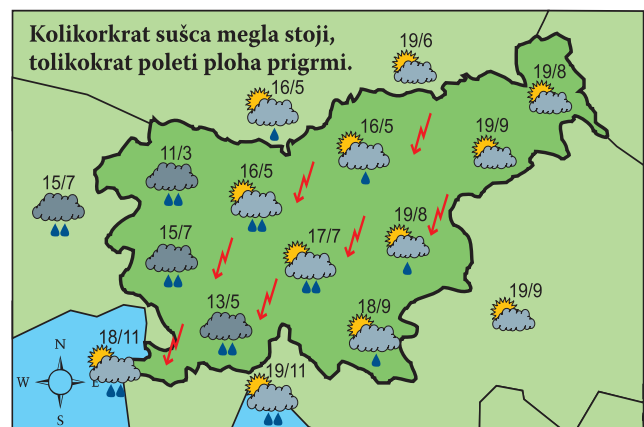 Kolikorkrat sušca megla stoji,
tolikokrat poleti ploha prigrmi.
19/6
19/8
16/5
16/5
19/9
11/3
16/5
15/7
19/8
17/7
15/7
13/5
18/9
19/9
18/11
19/11
N
W
E
S